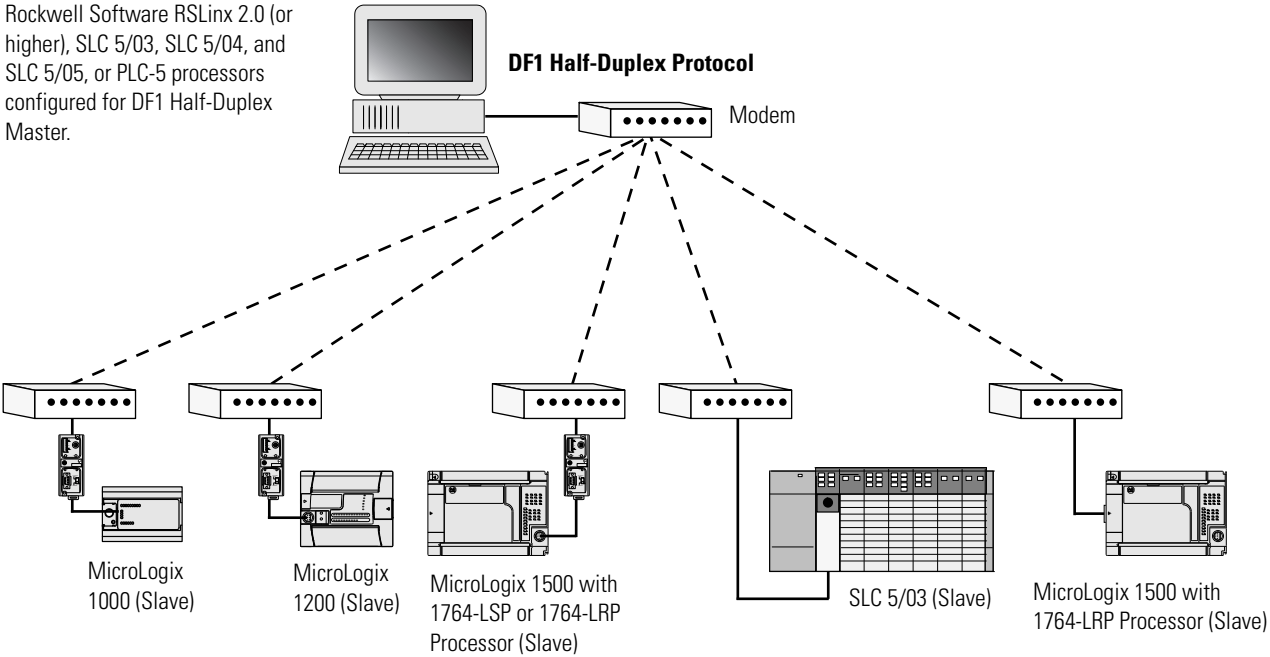 Rockwell Software RSLinx 2.0 (or
higher), SLC 5/03, SLC 5/04, and
SLC 5/05, or PLC-5 processors
configured for DF1 Half-Duplex
Master.
DF1 Half-Duplex Protocol
Modem
MicroLogix
1000 (Slave)
MicroLogix
1200 (Slave)
MicroLogix 1500 with
1764-LSP or 1764-LRP
Processor (Slave)
SLC 5/03 (Slave)
MicroLogix 1500 with
1764-LRP Processor (Slave)